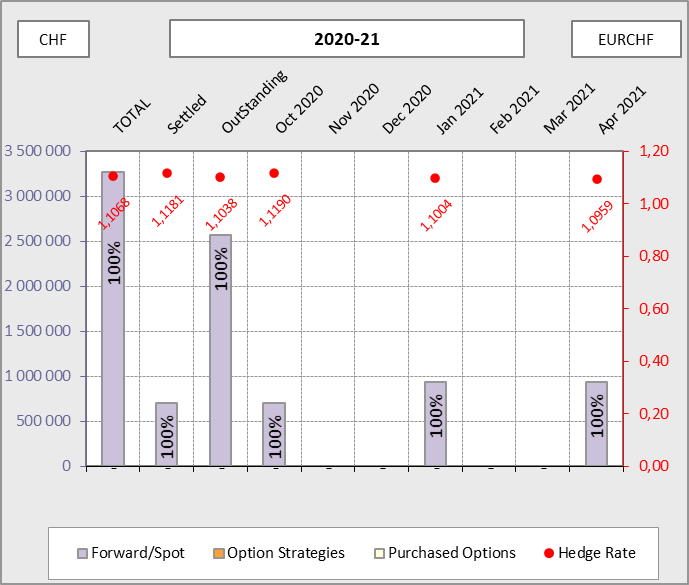 CHF 2020-21 EURCHF
TOTAL Settled OutStanding Oct 2020 Nov 2020 Dec 2020 Jan 2021 Feb 2021 Mar 2021 Apr 2021
3 500 000 1,20
3 000 000 1,00
2 500 000 0,80
2 000 000 0,60
1 500 000 0,40
1 000 000 0,20
500 000 0,00
0
1,1068 1,1181 1,1038 1,1190 1,1004 1,0959
100% 100% 100% 100% 100% 100%
- - - - - - - - - -
Forward/Spot Option Strategies Purchased Options Hedge Rate